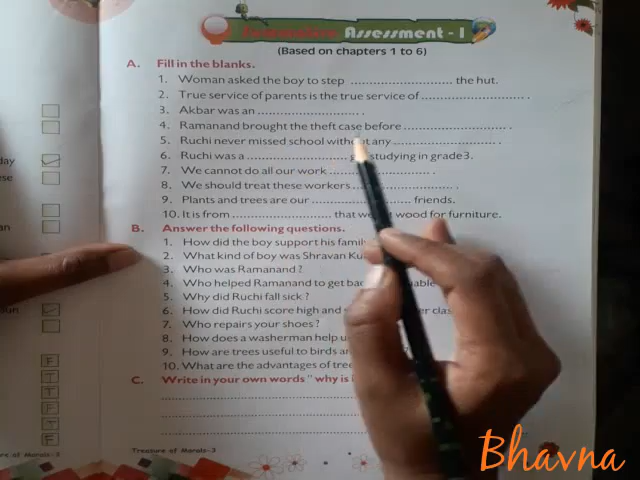 Summative Assessment - I
(Based on chapters 1 to 6)
A. Fill in the blanks.
1. Woman asked the boy to step .............................. the hut.
2. True service of parents is the true service of .............................. .
3. Akbar was an .............................. .
4. Ramanand brought the theft case before .............................. .
day
5. Ruchi never missed school without any .............................. .
6. Ruchi was a .............................. studying in grade 3.
se
7. We cannot do all our work .............................. .
8. We should treat these workers .............................. .
9. Plants and trees are our .............................. friends.
10. It is from .............................. that we get wood for furniture.
an
B. Answer the following questions.
1. How did the boy support his
2. What kind of boy was Shravan
3. Who was Ramanand ?
4. Who helped Ramanand to get
5. Why did Ruchi fall sick ?
6. How did Ruchi score high and
7. Who repairs your shoes ?
8. How does a washerman help
9. How are trees useful to birds
10. What are the advantages of
F
T
T
F
T
F
C. Write in your own words "why is
..............................
..............................
..............................
Treasure of Morals-3
re of Morals-3
Bhavna